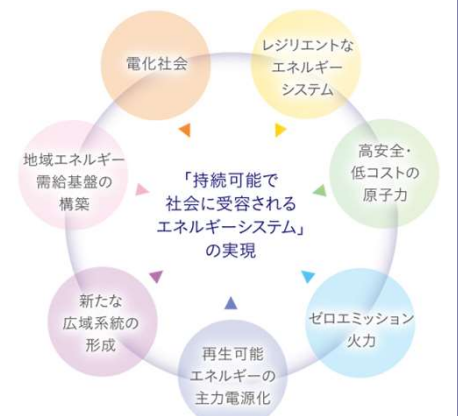 電化社会
レジリエントな
エネルギー
システム
地域エネルギー
需給基盤の
構築
高安全・
低コストの
原子力
「持続可能で
社会に受容される
エネルギーシステム」
の実現
新たな
広域系統の
形成
ゼロエミッション
火力
再生可能
エネルギーの
主力電源化